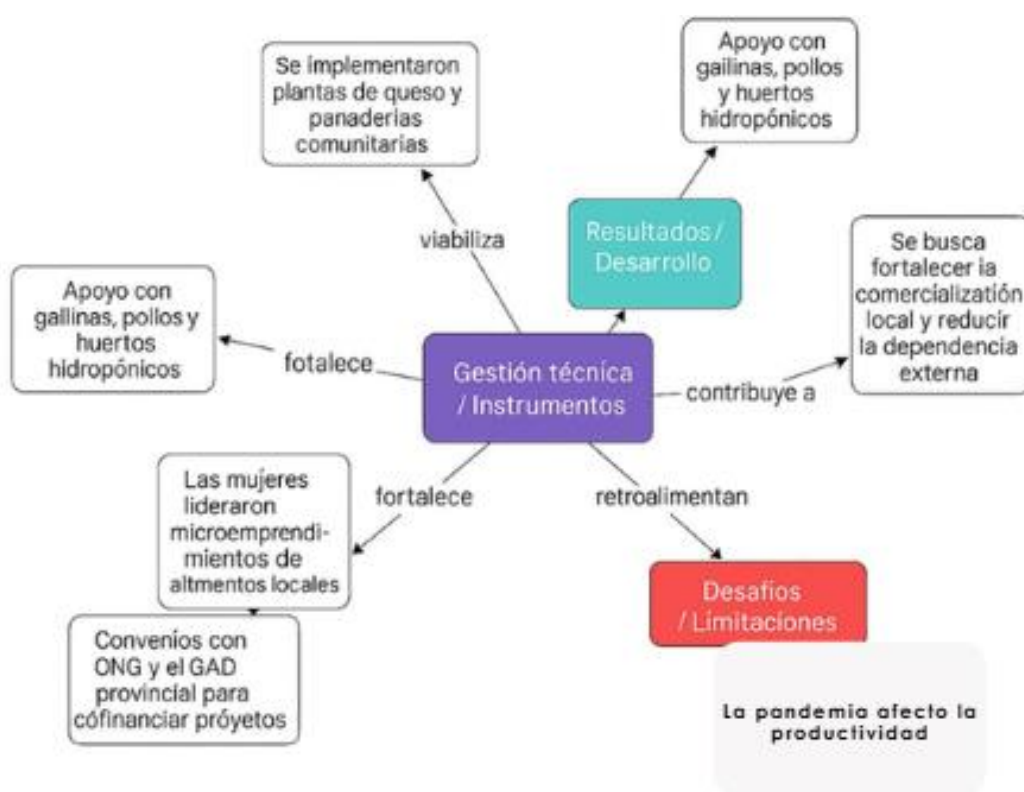 Se implementaron
plantas de queso y
panaderias
comunitarias
Apoyo con
gailinas, pollos
y huertos
hidropónicos
viabiliza
Resultados /
Desarrollo
Se busca
fortalecer ia
comercializatión
local y reducir
la dependencia
externa
Apoyo con
gallinas, pollos y
huertos
hidropónicos
fotalece
Gestión técnica
/ Instrumentos
contribuye a
Las mujeres
lideraron
microemprendi-
mientos de
altmentos locales
fortalece
retroalimentan
Desafíos
/ Limitaciones
Convenios con
ONG y el GAD
provincial para
cófinanciar próyetos
La pandemia afecto la
productividad